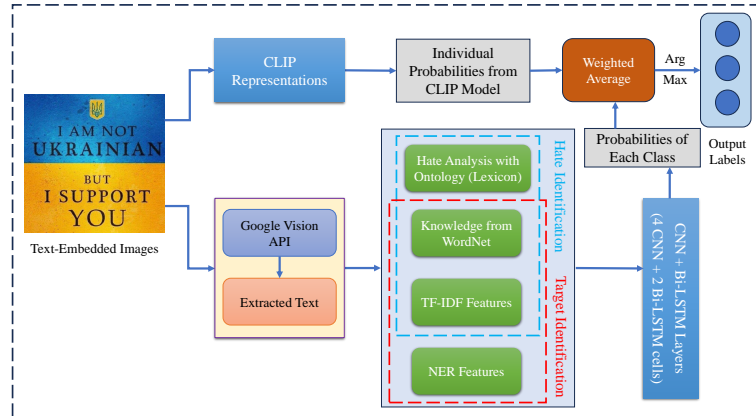 CLIP
Representations
Individual
Probabilities from
CLIP Model
Weighted
Average
Arg
Max
Output
Labels
I AM NOT
UKRAINIAN
BUT
I SUPPORT
YOU
Text-Embedded Images
Google Vision
API
Extracted Text
Hate Analysis with
Ontology (Lexicon)
Knowledge from
WordNet
TF-IDF Features
NER Features
Hate Identification
Target Identification
Probabilities of
Each Class
CNN + Bi-LSTM Layers
(4 CNN + 2 Bi-LSTM cells)